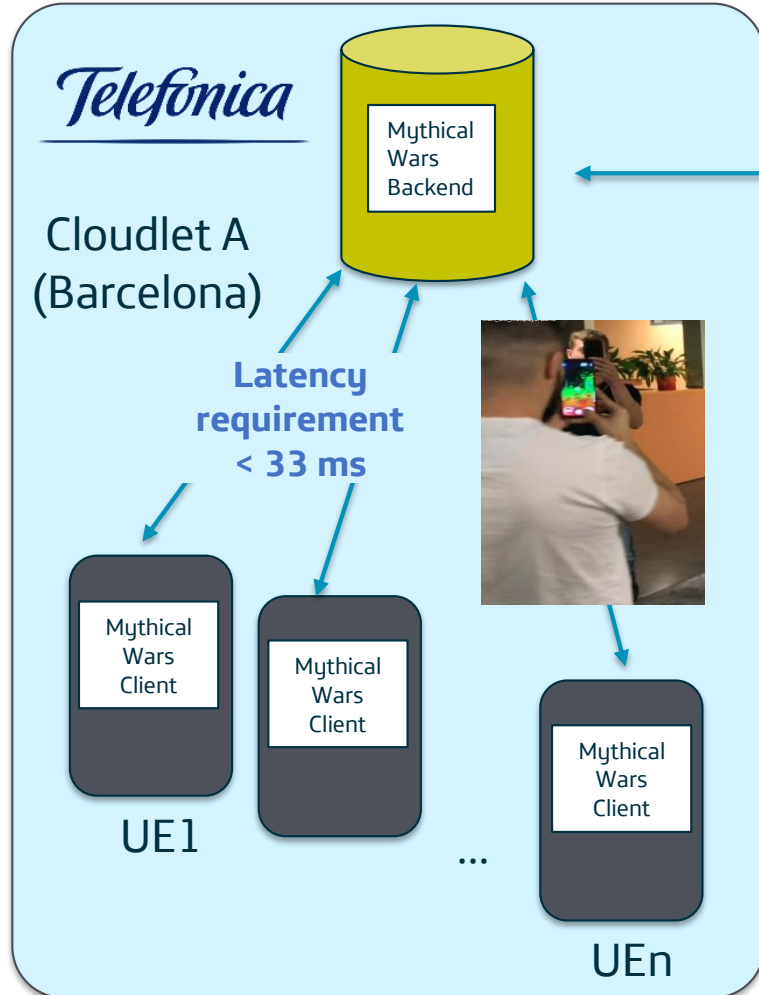 Telefónica
Mythical
Wars
Backend
Cloudlet A
(Barcelona)
Latency
requirement
< 33 ms
Mythical
Wars
Client
Mythical
Wars
Client
Mythical
Wars
Client
UE1
...
UEn